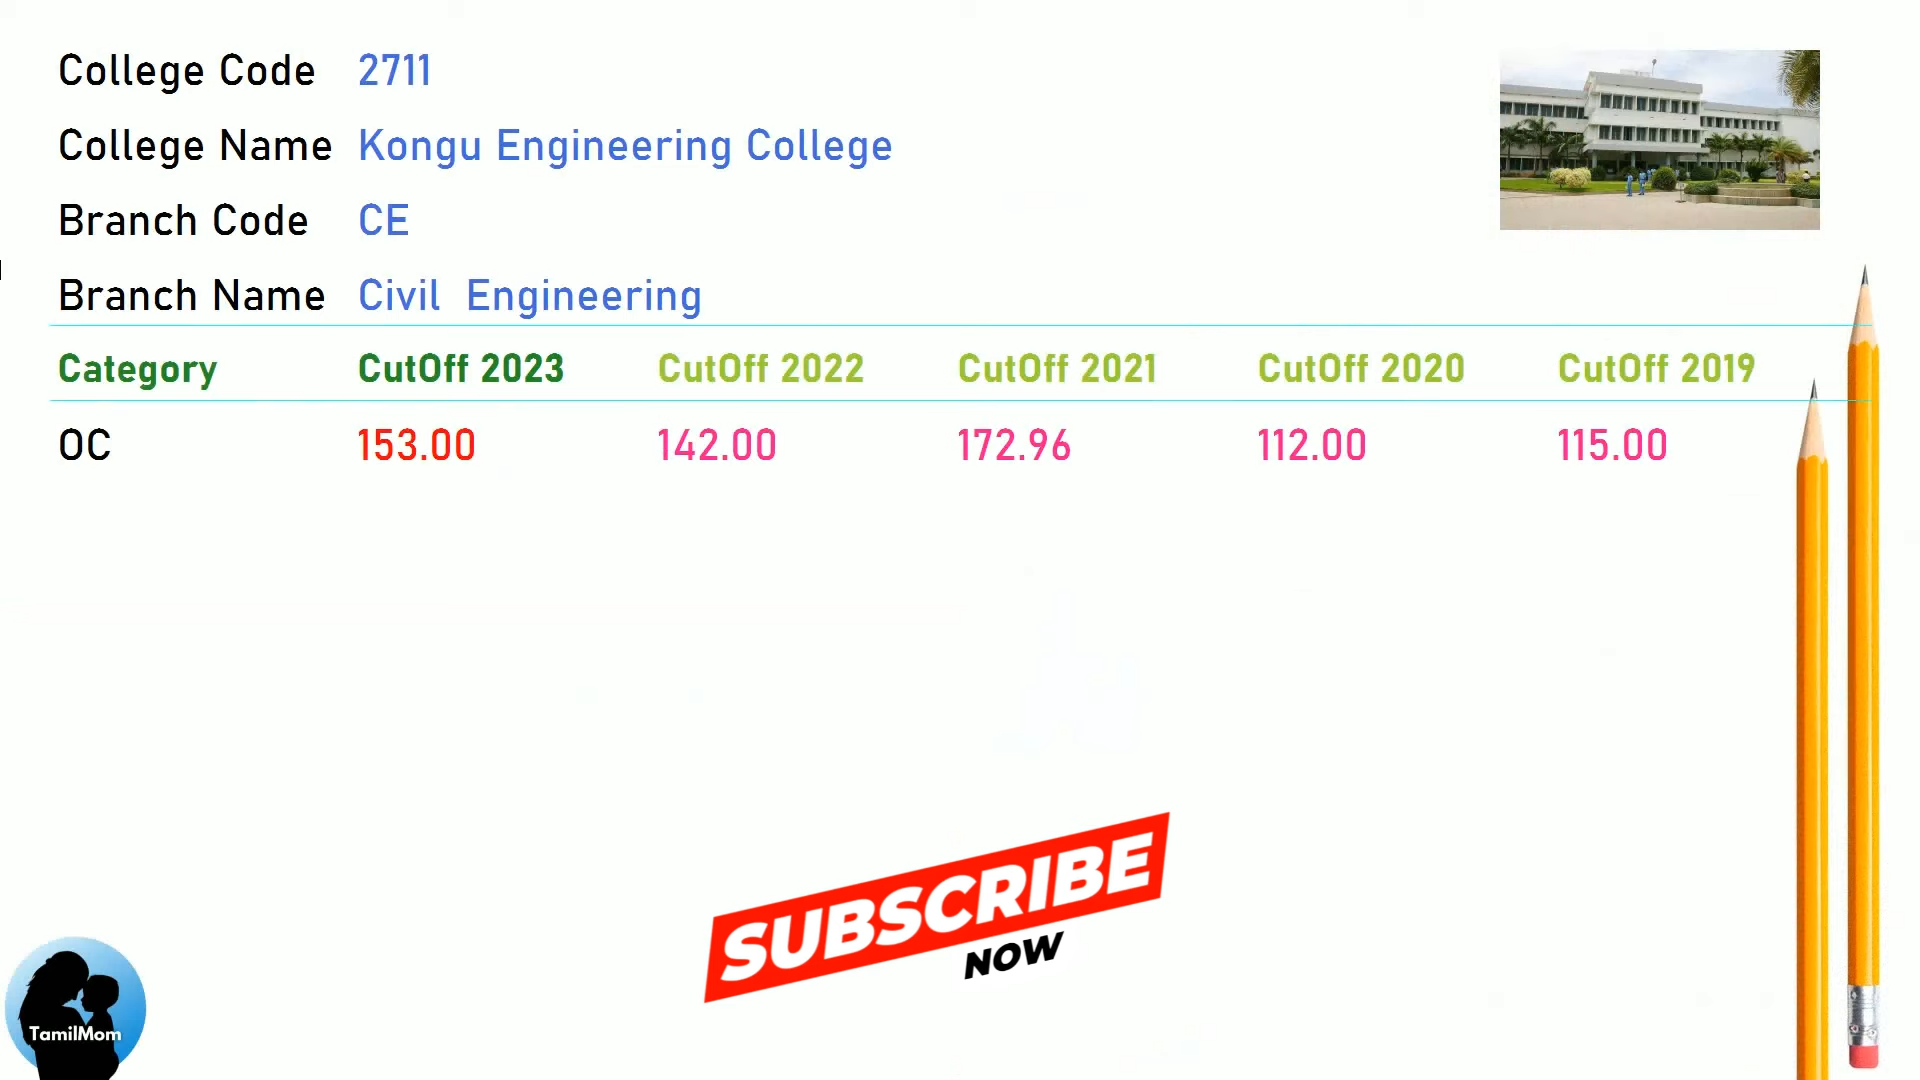 College Code 2711
College Name Kongu Engineering College
Branch Code CE
Branch Name Civil Engineering
Category CutOff 2023 CutOff 2022 CutOff 2021 CutOff 2020 CutOff 2019
OC 153.00 142.00 172.96 112.00 115.00
SUBSCRIBE
NOW
TamilMom